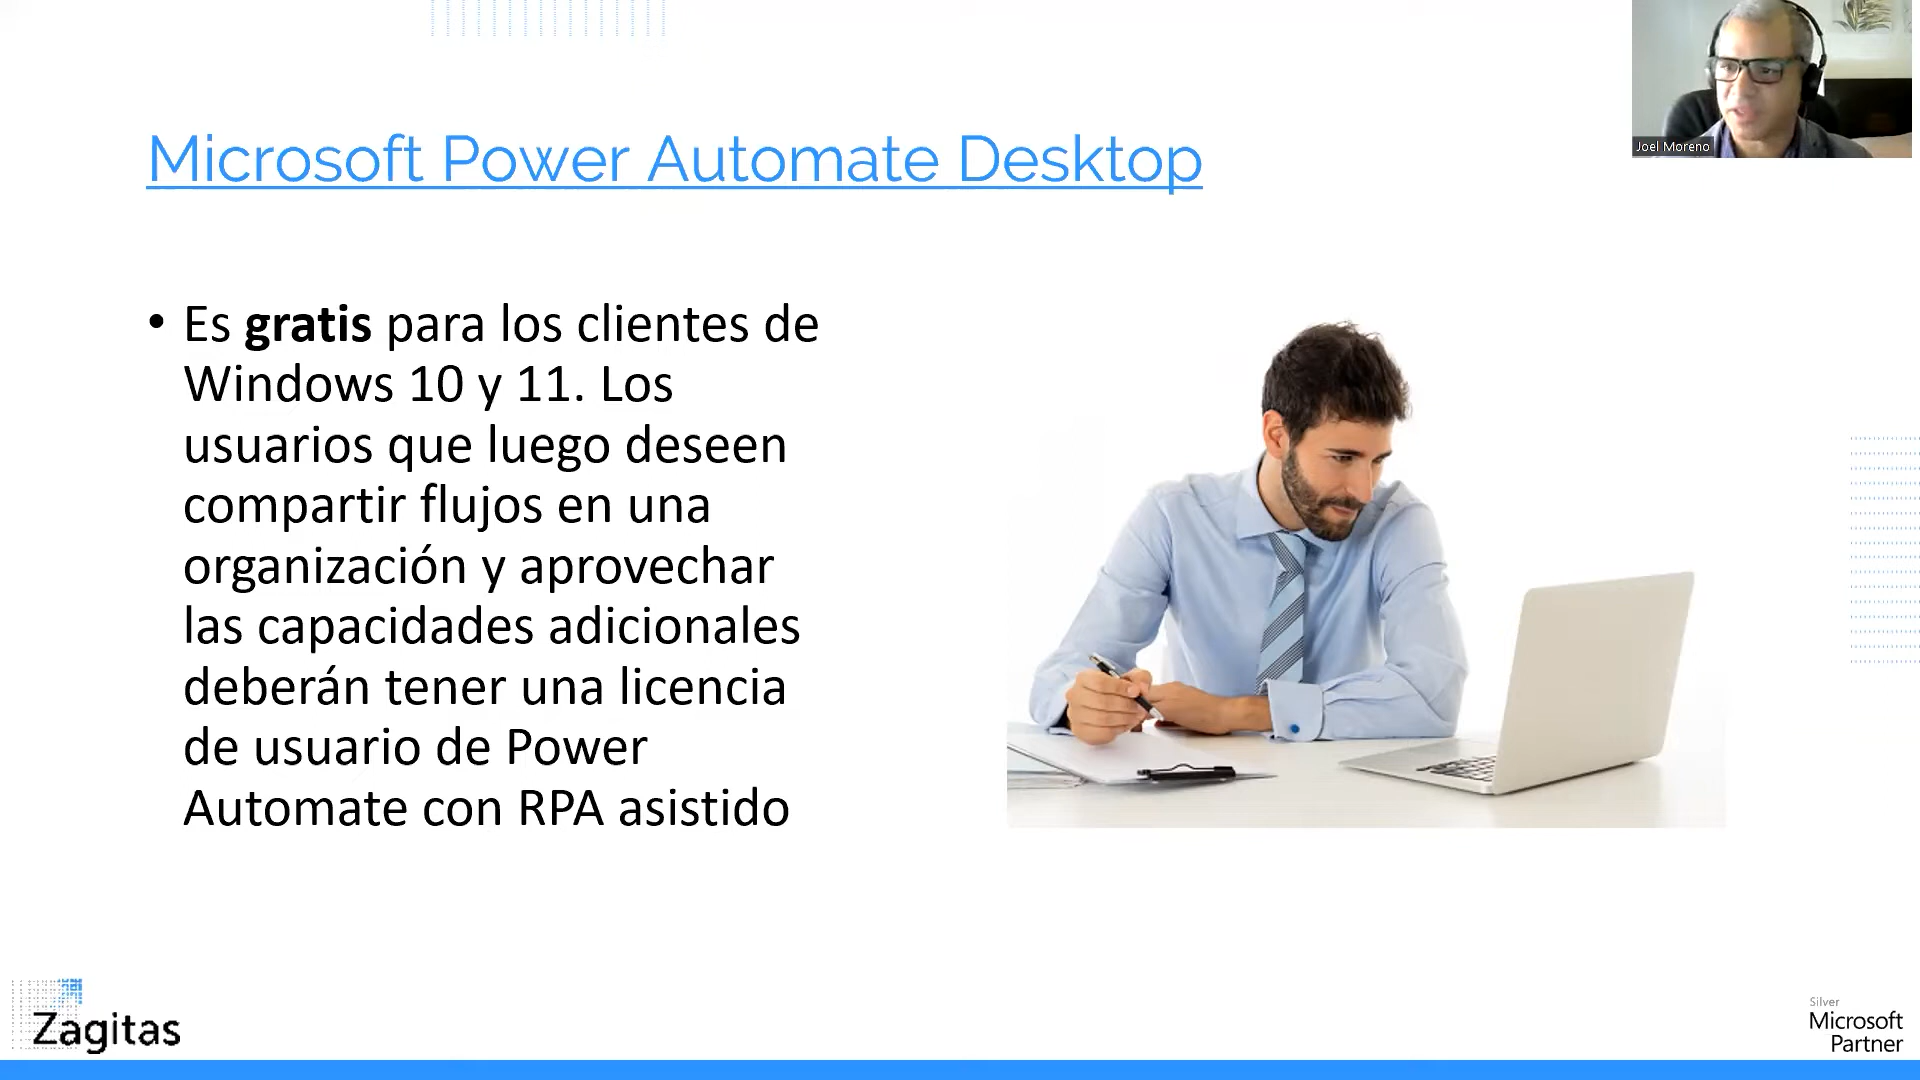 Joel Moreno
Microsoft Power Automate Desktop
• Es gratis para los clientes de
Windows 10 y 11. Los
usuarios que luego deseen
compartir flujos en una
organización y aprovechar
las capacidades adicionales
deberán tener una licencia
de usuario de Power
Automate con RPA asistido
Zagitas
Silver
Microsoft
Partner